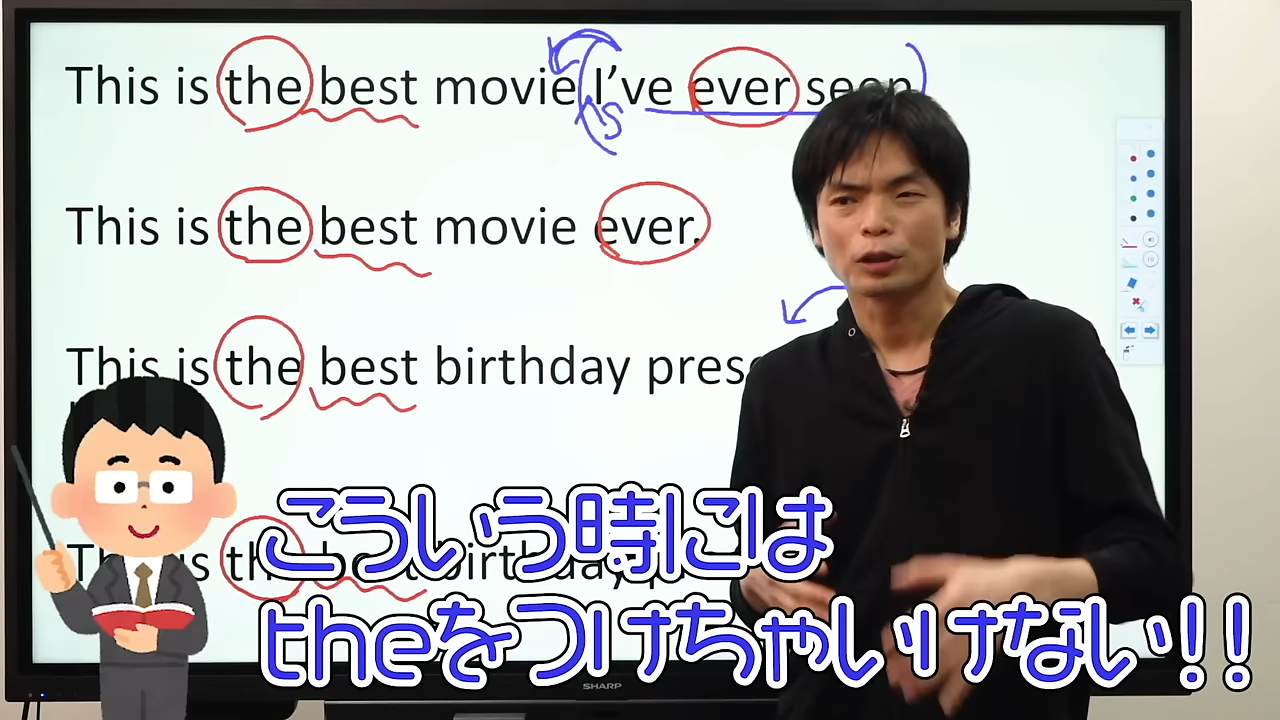 This is the best movie I've ever seen
S
This is the best movie ever.
This is the best birthday
こういう時には
theをつけちゃいけない!!
SHARP